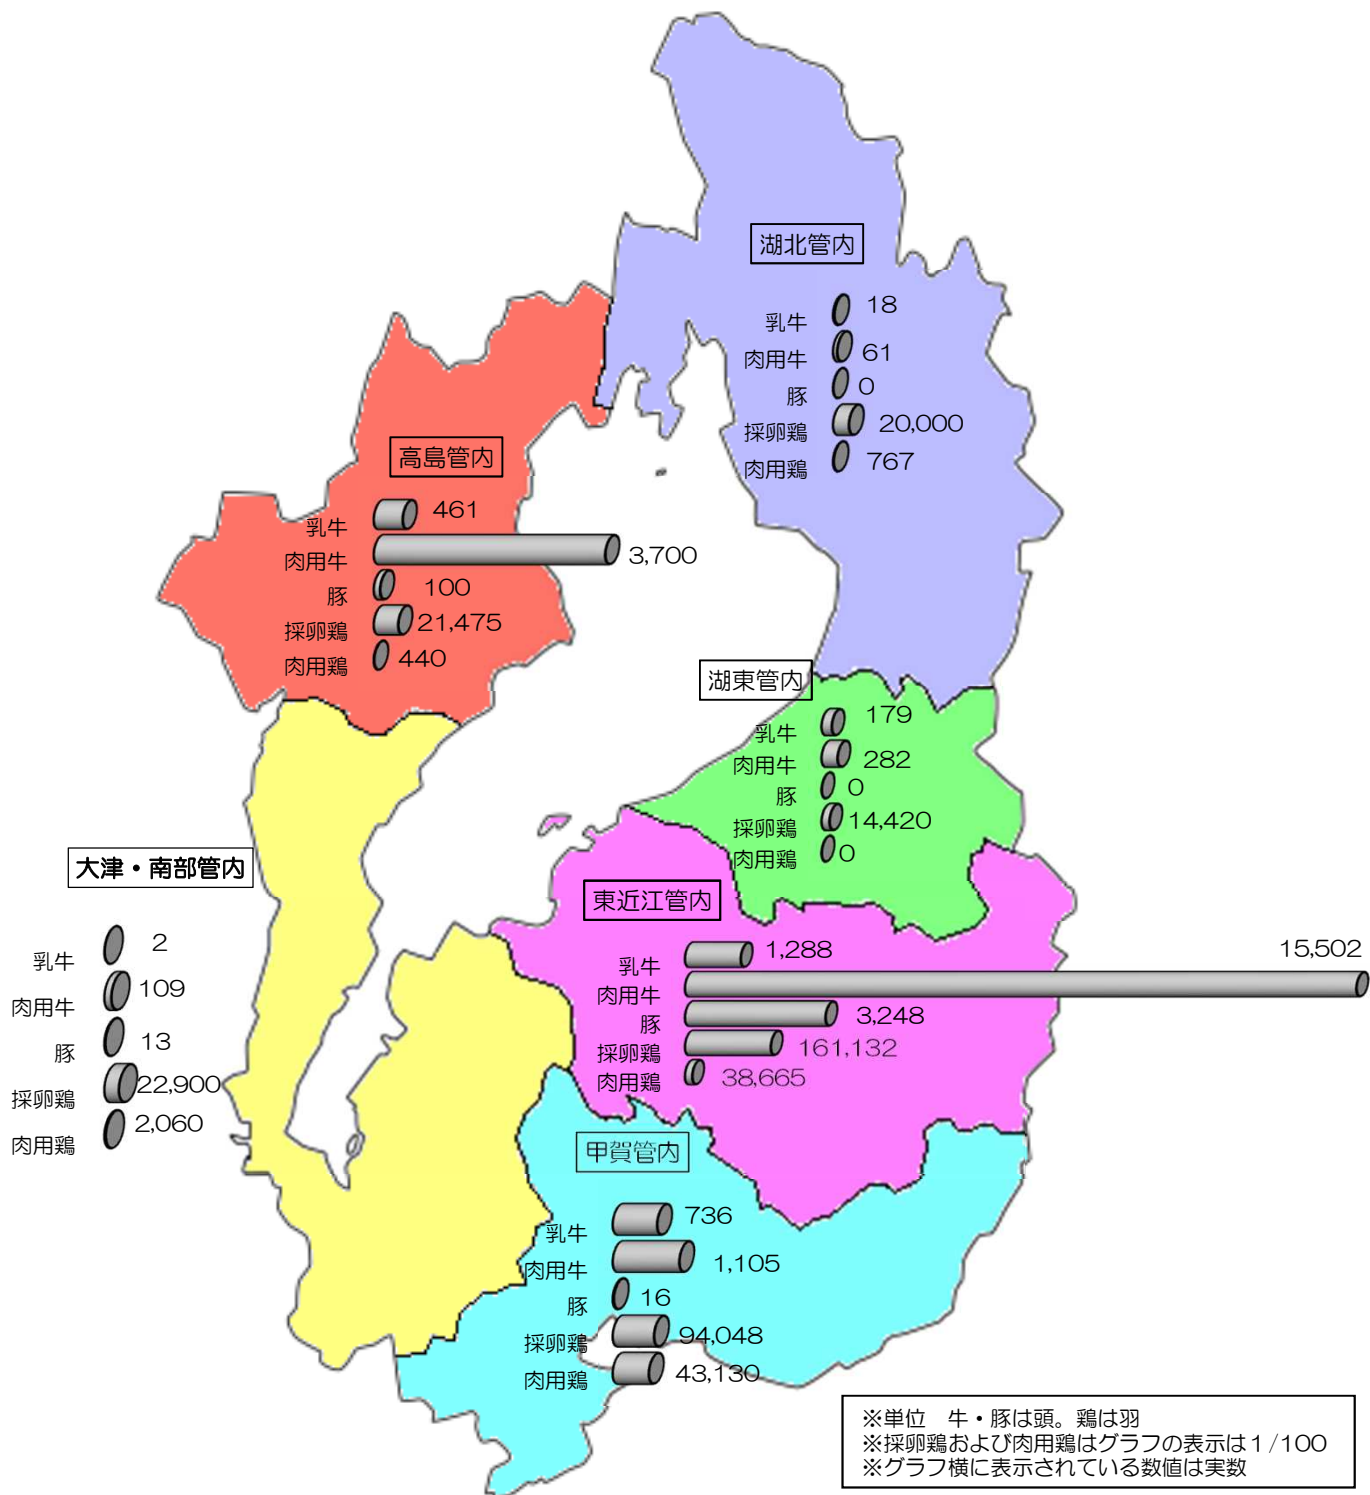 湖北管内
乳牛 18
肉用牛 61
豚 0
採卵鶏 20,000
肉用鶏 767
高島管内
乳牛 461
肉用牛 3,700
豚 100
採卵鶏 21,475
肉用鶏 440
湖東管内
乳牛 179
肉用牛 282
豚 0
採卵鶏 14,420
肉用鶏 0
大津・南部管内
乳牛 2
肉用牛 109
豚 13
採卵鶏 22,900
肉用鶏 2,060
東近江管内
乳牛 1,288
肉用牛 15,502
豚 3,248
採卵鶏 161,132
肉用鶏 38,665
甲賀管内
乳牛 736
肉用牛 1,105
豚 16
採卵鶏 94,048
肉用鶏 43,130
※単位 牛・豚は頭。鶏は羽
※採卵鶏および肉用鶏はグラフの表示は1/100
※グラフ横に表示されている数値は実数